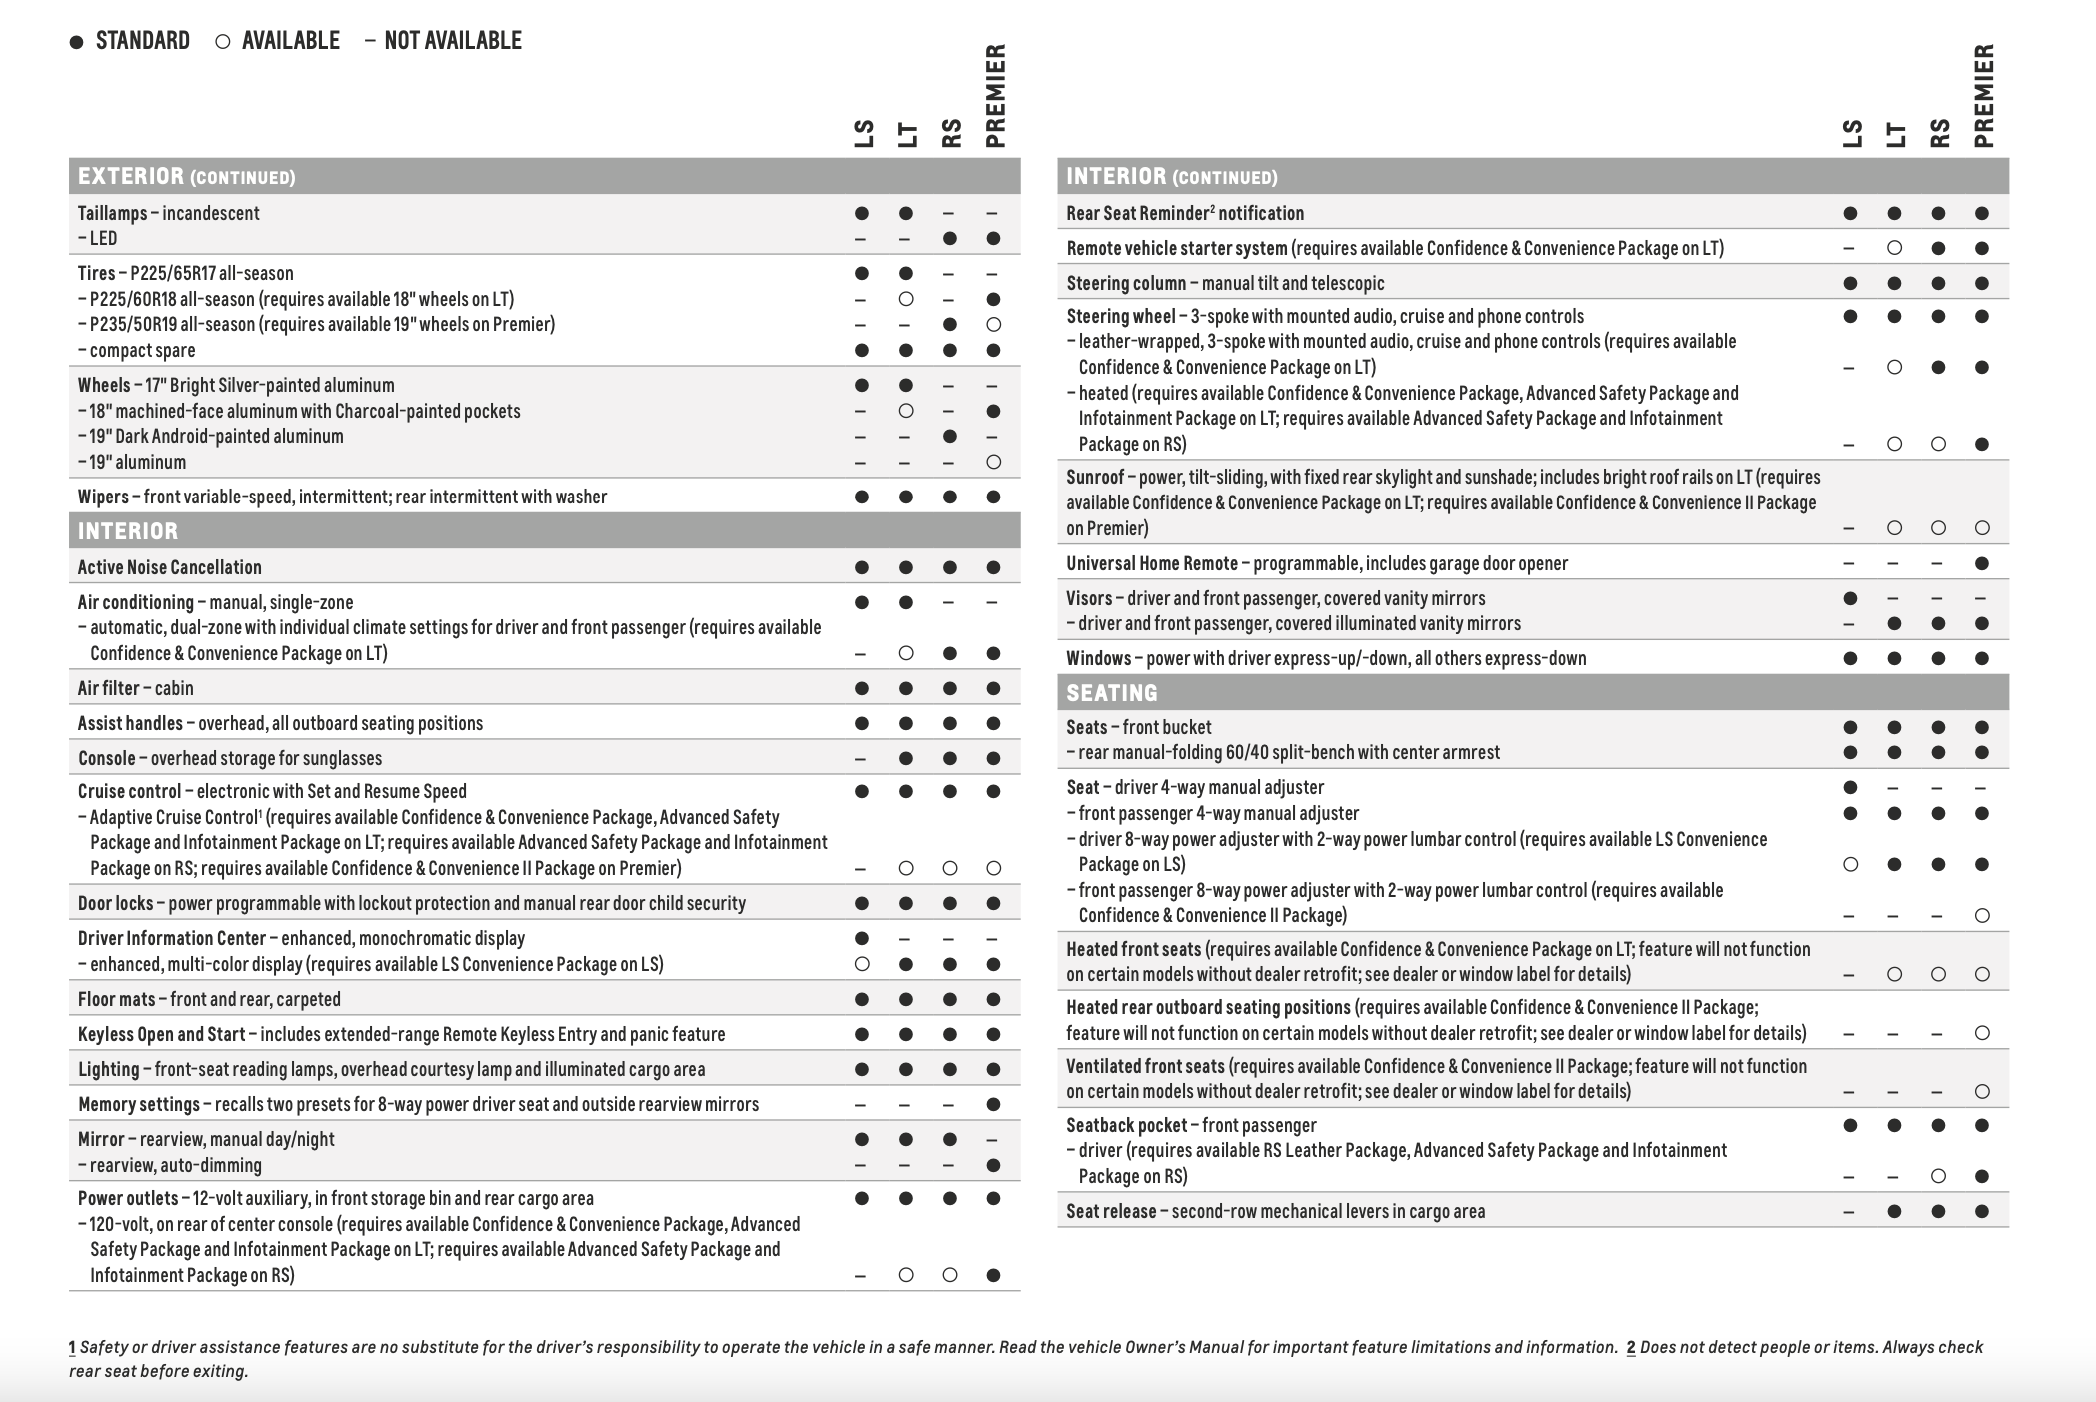 ● STANDARD ○ AVAILABLE – NOT AVAILABLE
LS LT RS PREMIER
EXTERIOR (CONTINUED)
Taillamps – incandescent ● ● – –
– LED – – ● ●
Tires – P225/65R17 all-season ● ● – –
– P225/60R18 all-season (requires available 18" wheels on LT) – ○ – ●
– P235/50R19 all-season (requires available 19" wheels on Premier) – – ● ○
– compact spare ● ● ● ●
Wheels – 17" Bright Silver-painted aluminum ● ● – –
– 18" machined-face aluminum with Charcoal-painted pockets – ○ – ●
– 19" Dark Android-painted aluminum – – ● –
– 19" aluminum – – – ○
Wipers – front variable-speed, intermittent; rear intermittent with washer ● ● ● ●
INTERIOR
Active Noise Cancellation ● ● ● ●
Air conditioning – manual, single-zone ● ● – –
– automatic, dual-zone with individual climate settings for driver and front passenger (requires available
Confidence & Convenience Package on LT) – ○ ● ●
Air filter – cabin ● ● ● ●
Assist handles – overhead, all outboard seating positions ● ● ● ●
Console – overhead storage for sunglasses – ● ● ●
Cruise control – electronic with Set and Resume Speed ● ● ● ●
– Adaptive Cruise Control¹ (requires available Confidence & Convenience Package, Advanced Safety
Package and Infotainment Package on LT; requires available Advanced Safety Package and Infotainment
Package on RS; requires available Confidence & Convenience II Package on Premier) – ○ ○ ○
Door locks – power programmable with lockout protection and manual rear door child security ● ● ● ●
Driver Information Center – enhanced, monochromatic display ● – – –
– enhanced, multi-color display (requires available LS Convenience Package on LS) ○ ● ● ●
Floor mats – front and rear, carpeted ● ● ● ●
Keyless Open and Start – includes extended-range Remote Keyless Entry and panic feature ● ● ● ●
Lighting – front-seat reading lamps, overhead courtesy lamp and illuminated cargo area ● ● ● ●
Memory settings – recalls two presets for 8-way power driver seat and outside rearview mirrors – – – ●
Mirror – rearview, manual day/night ● ● ● –
– rearview, auto-dimming – – – ●
Power outlets – 12-volt auxiliary, in front storage bin and rear cargo area ● ● ● ●
– 120-volt, on rear of center console (requires available Confidence & Convenience Package, Advanced
Safety Package and Infotainment Package on LT; requires available Advanced Safety Package and
Infotainment Package on RS) – ○ ○ ●
LS LT RS PREMIER
INTERIOR (CONTINUED)
Rear Seat Reminder² notification ● ● ● ●
Remote vehicle starter system (requires available Confidence & Convenience Package on LT) – ○ ● ●
Steering column – manual tilt and telescopic ● ● ● ●
Steering wheel – 3-spoke with mounted audio, cruise and phone controls ● ● ● ●
– leather-wrapped, 3-spoke with mounted audio, cruise and phone controls (requires available
Confidence & Convenience Package on LT) – ○ ● ●
– heated (requires available Confidence & Convenience Package, Advanced Safety Package and
Infotainment Package on LT; requires available Advanced Safety Package and Infotainment
Package on RS) – ○ ○ ●
Sunroof – power, tilt-sliding, with fixed rear skylight and sunshade; includes bright roof rails on LT (requires
available Confidence & Convenience Package on LT; requires available Confidence & Convenience II Package
on Premier) – ○ ○ ○
Universal Home Remote – programmable, includes garage door opener – – – ●
Visors – driver and front passenger, covered vanity mirrors ● – – –
– driver and front passenger, covered illuminated vanity mirrors – ● ● ●
Windows – power with driver express-up/-down, all others express-down ● ● ● ●
SEATING
Seats – front bucket ● ● ● ●
– rear manual-folding 60/40 split-bench with center armrest ● ● ● ●
Seat – driver 4-way manual adjuster ● – – –
– front passenger 4-way manual adjuster ● ● ● ●
– driver 8-way power adjuster with 2-way power lumbar control (requires available LS Convenience
Package on LS) ○ ● ● ●
– front passenger 8-way power adjuster with 2-way power lumbar control (requires available
Confidence & Convenience II Package) – – – ○
Heated front seats (requires available Confidence & Convenience Package on LT; feature will not function
on certain models without dealer retrofit; see dealer or window label for details) – ○ ○ ○
Heated rear outboard seating positions (requires available Confidence & Convenience II Package;
feature will not function on certain models without dealer retrofit; see dealer or window label for details) – – – ○
Ventilated front seats (requires available Confidence & Convenience II Package; feature will not function
on certain models without dealer retrofit; see dealer or window label for details) – – – ○
Seatback pocket – front passenger ● ● ● ●
– driver (requires available RS Leather Package, Advanced Safety Package and Infotainment
Package on RS) – – ○ ●
Seat release – second-row mechanical levers in cargo area – ● ● ●
1 Safety or driver assistance features are no substitute for the driver's responsibility to operate the vehicle in a safe manner. Read the vehicle Owner's Manual for important feature limitations and information. 2 Does not detect people or items. Always check
rear seat before exiting.